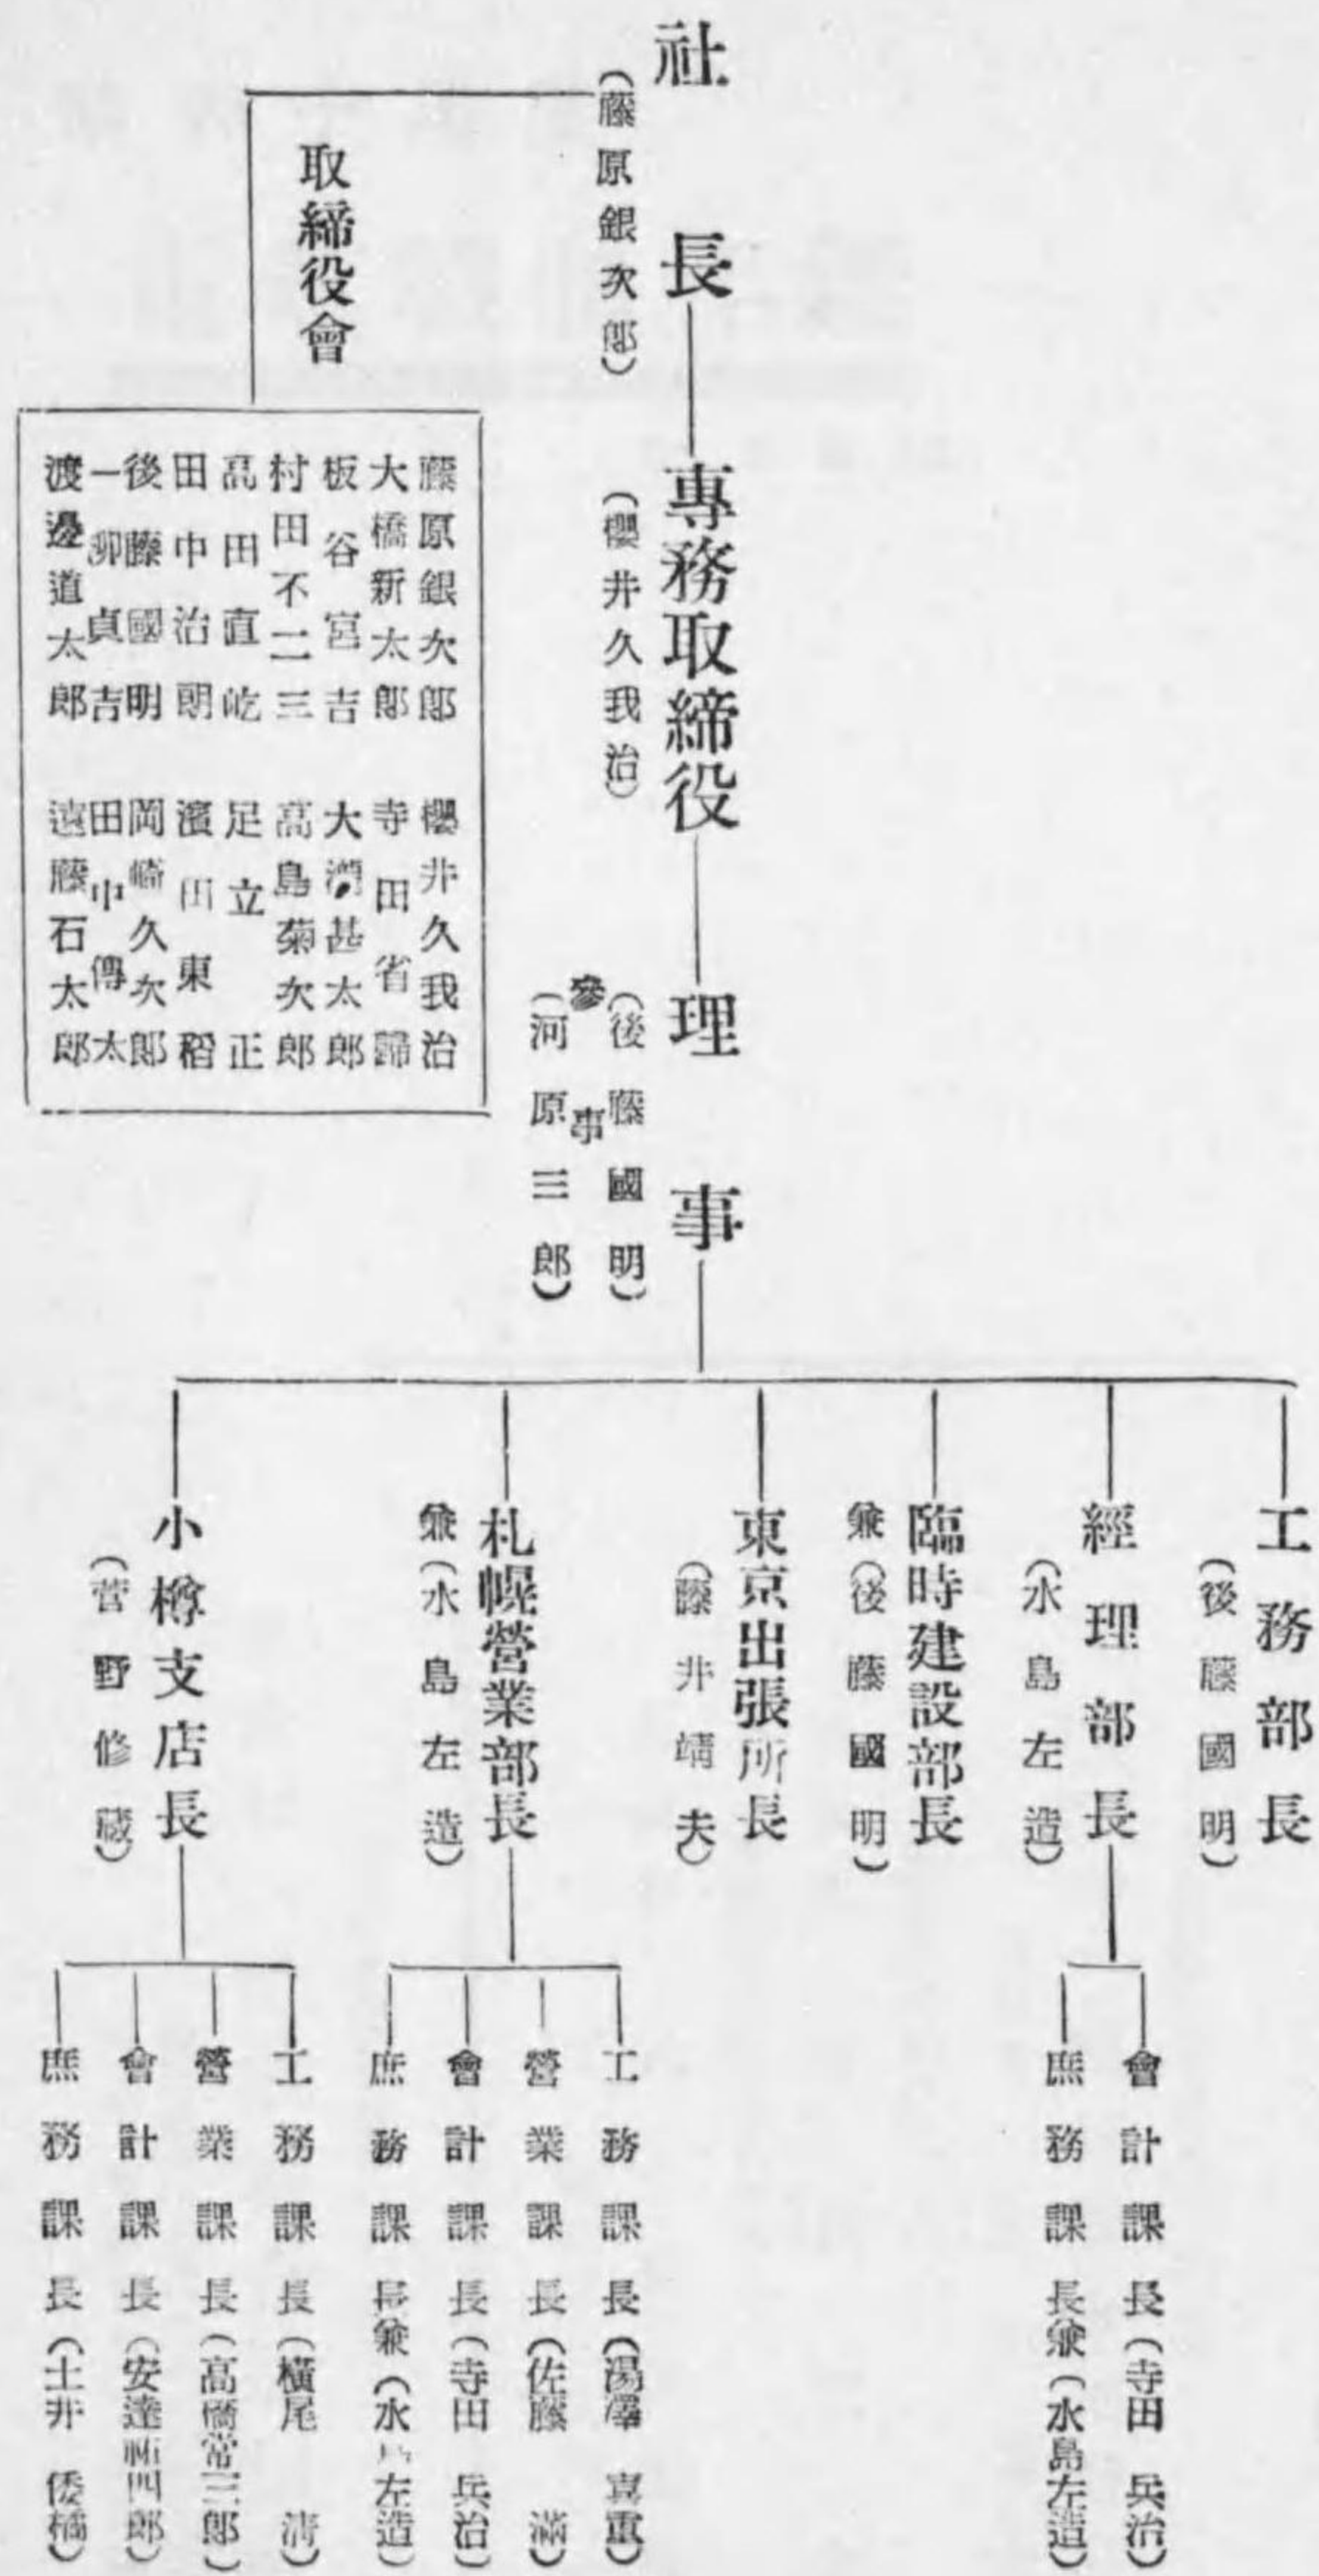 社長
(藤原銀次郎)
取締役會
藤原銀次郎
大橋新太郎
板谷宮吉
村田不二三
高田直屹
田中治朗
後藤國明
一柳貞吉
渡邊道太郎
櫻井久我治
寺田省歸
大瀧甚太郎
高島菊次郎
足立正
濱田東稻
岡崎久次郎
田中傳太
遠藤石太郎
專務取締役
(櫻井久我治)
理事
(後藤國明)
參事
(河原三郎)
工務部長
(後藤國明)
經理部長
(水島左造)
會計課長(寺田兵治)
庶務課長兼(水島左造)
臨時建設部長
兼(後藤國明)
東京出張所長
(藤井靖夫)
札幌營業部長
兼(水島左造)
工務課長(湯澤喜重)
營業課長(佐藤滿)
會計課長(寺田兵治)
庶務課長兼(水島左造)
小樽支店長
(菅野修藏)
工務課長(橫尾清)
營業課長(高橋常三郎)
會計課長(安達祐四郎)
庶務課長(土井倭橘)